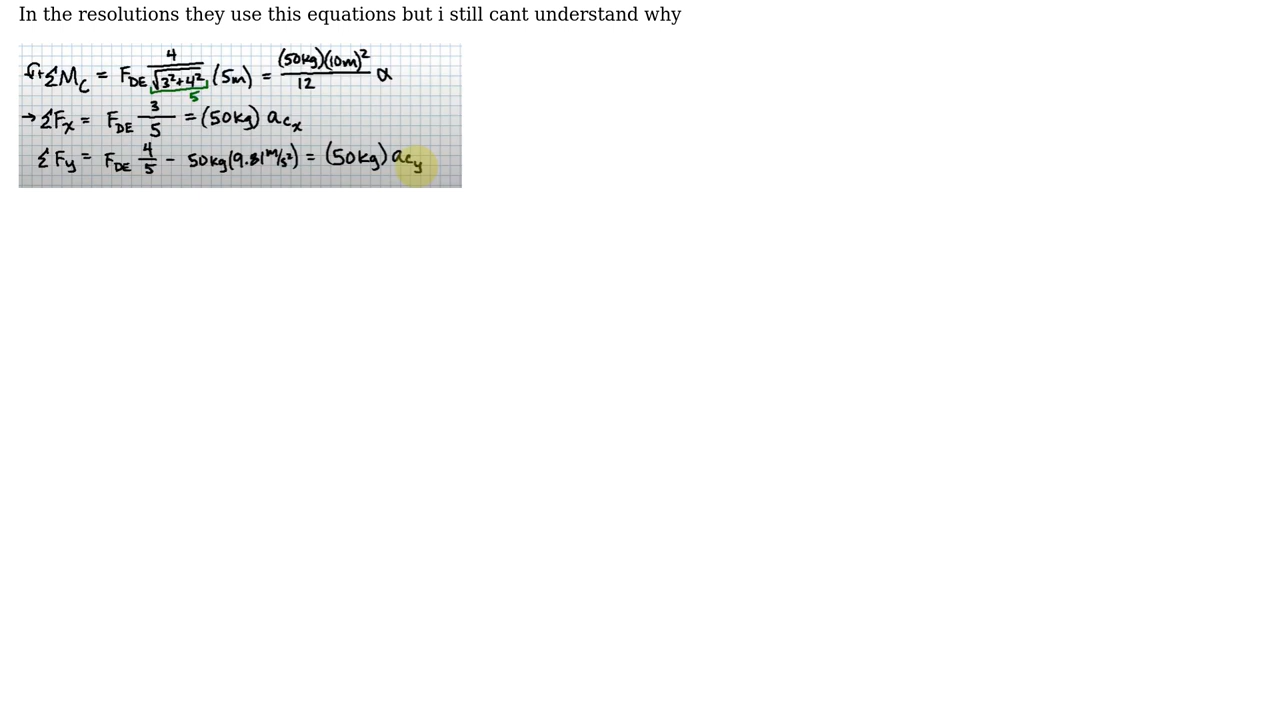 In the resolutions they use this equations but i still cant understand why
↶+ΣM_C = F_DE 4/√(3²+4²) (5m) = (50kg)(10m)²/12 α
5
→ΣF_x = F_DE 3/5 = (50kg) a_cx
ΣF_y = F_DE 4/5 - 50kg(9.81m/s²) = (50kg) a_cy